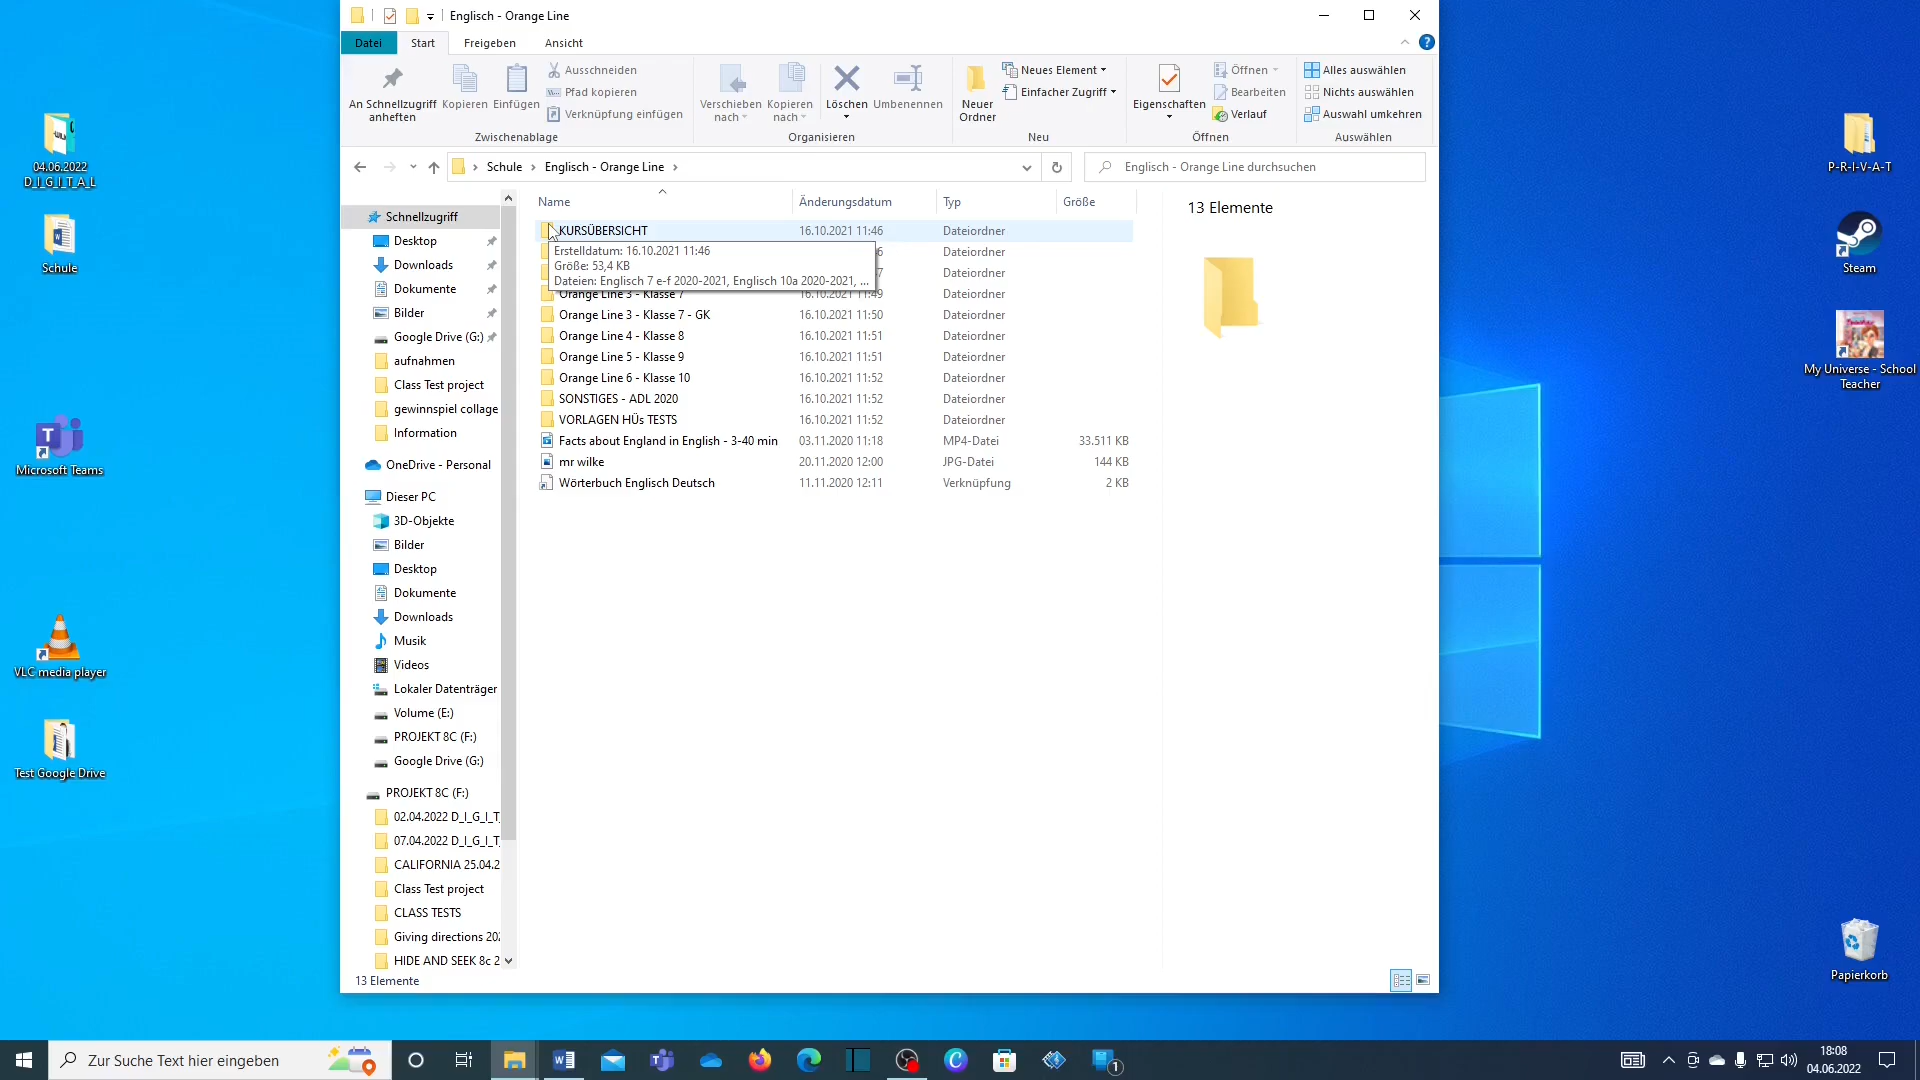 Englisch - Orange Line
Datei
Start
Freigeben
Ansicht
An Schnellzugriff anheften
Kopieren
Einfügen
Ausschneiden
Pfad kopieren
Verknüpfung einfügen
Zwischenablage
Verschieben nach
Kopieren nach
Löschen
Umbenennen
Organisieren
Neuer Ordner
Neues Element
Einfacher Zugriff
Neu
Eigenschaften
Öffnen
Bearbeiten
Verlauf
Öffnen
Alles auswählen
Nichts auswählen
Auswahl umkehren
Auswählen
Schule > Englisch - Orange Line >
Englisch - Orange Line durchsuchen
Name Änderungsdatum Typ Größe
KURSÜBERSICHT 16.10.2021 11:46 Dateiordner
Erstelldatum: 16.10.2021 11:46
Größe: 53,4 KB
Dateien: Englisch 7 e-f 2020-2021, Englisch 10a 2020-2021, ...
6 Dateiordner
7 Dateiordner
Orange Line 3 - Klasse 7 16.10.2021 11:49 Dateiordner
Orange Line 3 - Klasse 7 - GK 16.10.2021 11:50 Dateiordner
Orange Line 4 - Klasse 8 16.10.2021 11:51 Dateiordner
Orange Line 5 - Klasse 9 16.10.2021 11:51 Dateiordner
Orange Line 6 - Klasse 10 16.10.2021 11:52 Dateiordner
SONSTIGES - ADL 2020 16.10.2021 11:52 Dateiordner
VORLAGEN HÜs TESTS 16.10.2021 11:52 Dateiordner
Facts about England in English - 3-40 min 03.11.2020 11:18 MP4-Datei 33.511 KB
mr wilke 20.11.2020 12:00 JPG-Datei 144 KB
Wörterbuch Englisch Deutsch 11.11.2020 12:11 Verknüpfung 2 KB
13 Elemente
Schnellzugriff
Desktop
Downloads
Dokumente
Bilder
Google Drive (G:)
aufnahmen
Class Test project
gewinnspiel collage
Information
OneDrive - Personal
Dieser PC
3D-Objekte
Bilder
Desktop
Dokumente
Downloads
Musik
Videos
Lokaler Datenträger
Volume (E:)
PROJEKT 8C (F:)
Google Drive (G:)
PROJEKT 8C (F:)
02.04.2022 D_I_G_I_T_
07.04.2022 D_I_G_I_T_
CALIFORNIA 25.04.2
Class Test project
CLASS TESTS
Giving directions 202
HIDE AND SEEK 8c 2
13 Elemente
04.06.2022
D_I_G_I_T_A_L
Schule
Microsoft Teams
VLC media player
Test Google Drive
P-R-I-V-A-T
Steam
My Universe - School
Teacher
Papierkorb
Zur Suche Text hier eingeben
1
18:08
04.06.2022